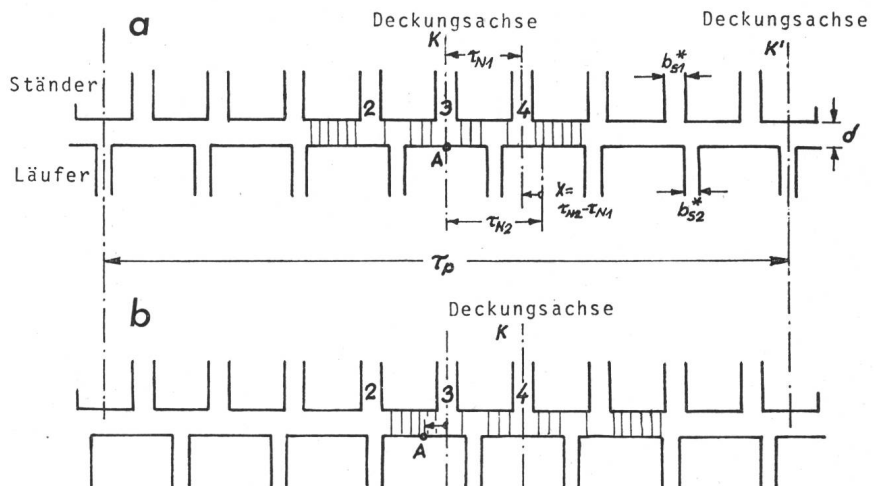 a
Deckungsachse
K
τN1
Deckungsachse
K'
Ständer
bS1*
2
3
4
δ
A
Läufer
χ=
τN2-τN1
bS2*
τN2
τp
b
Deckungsachse
K
2
3
4
A